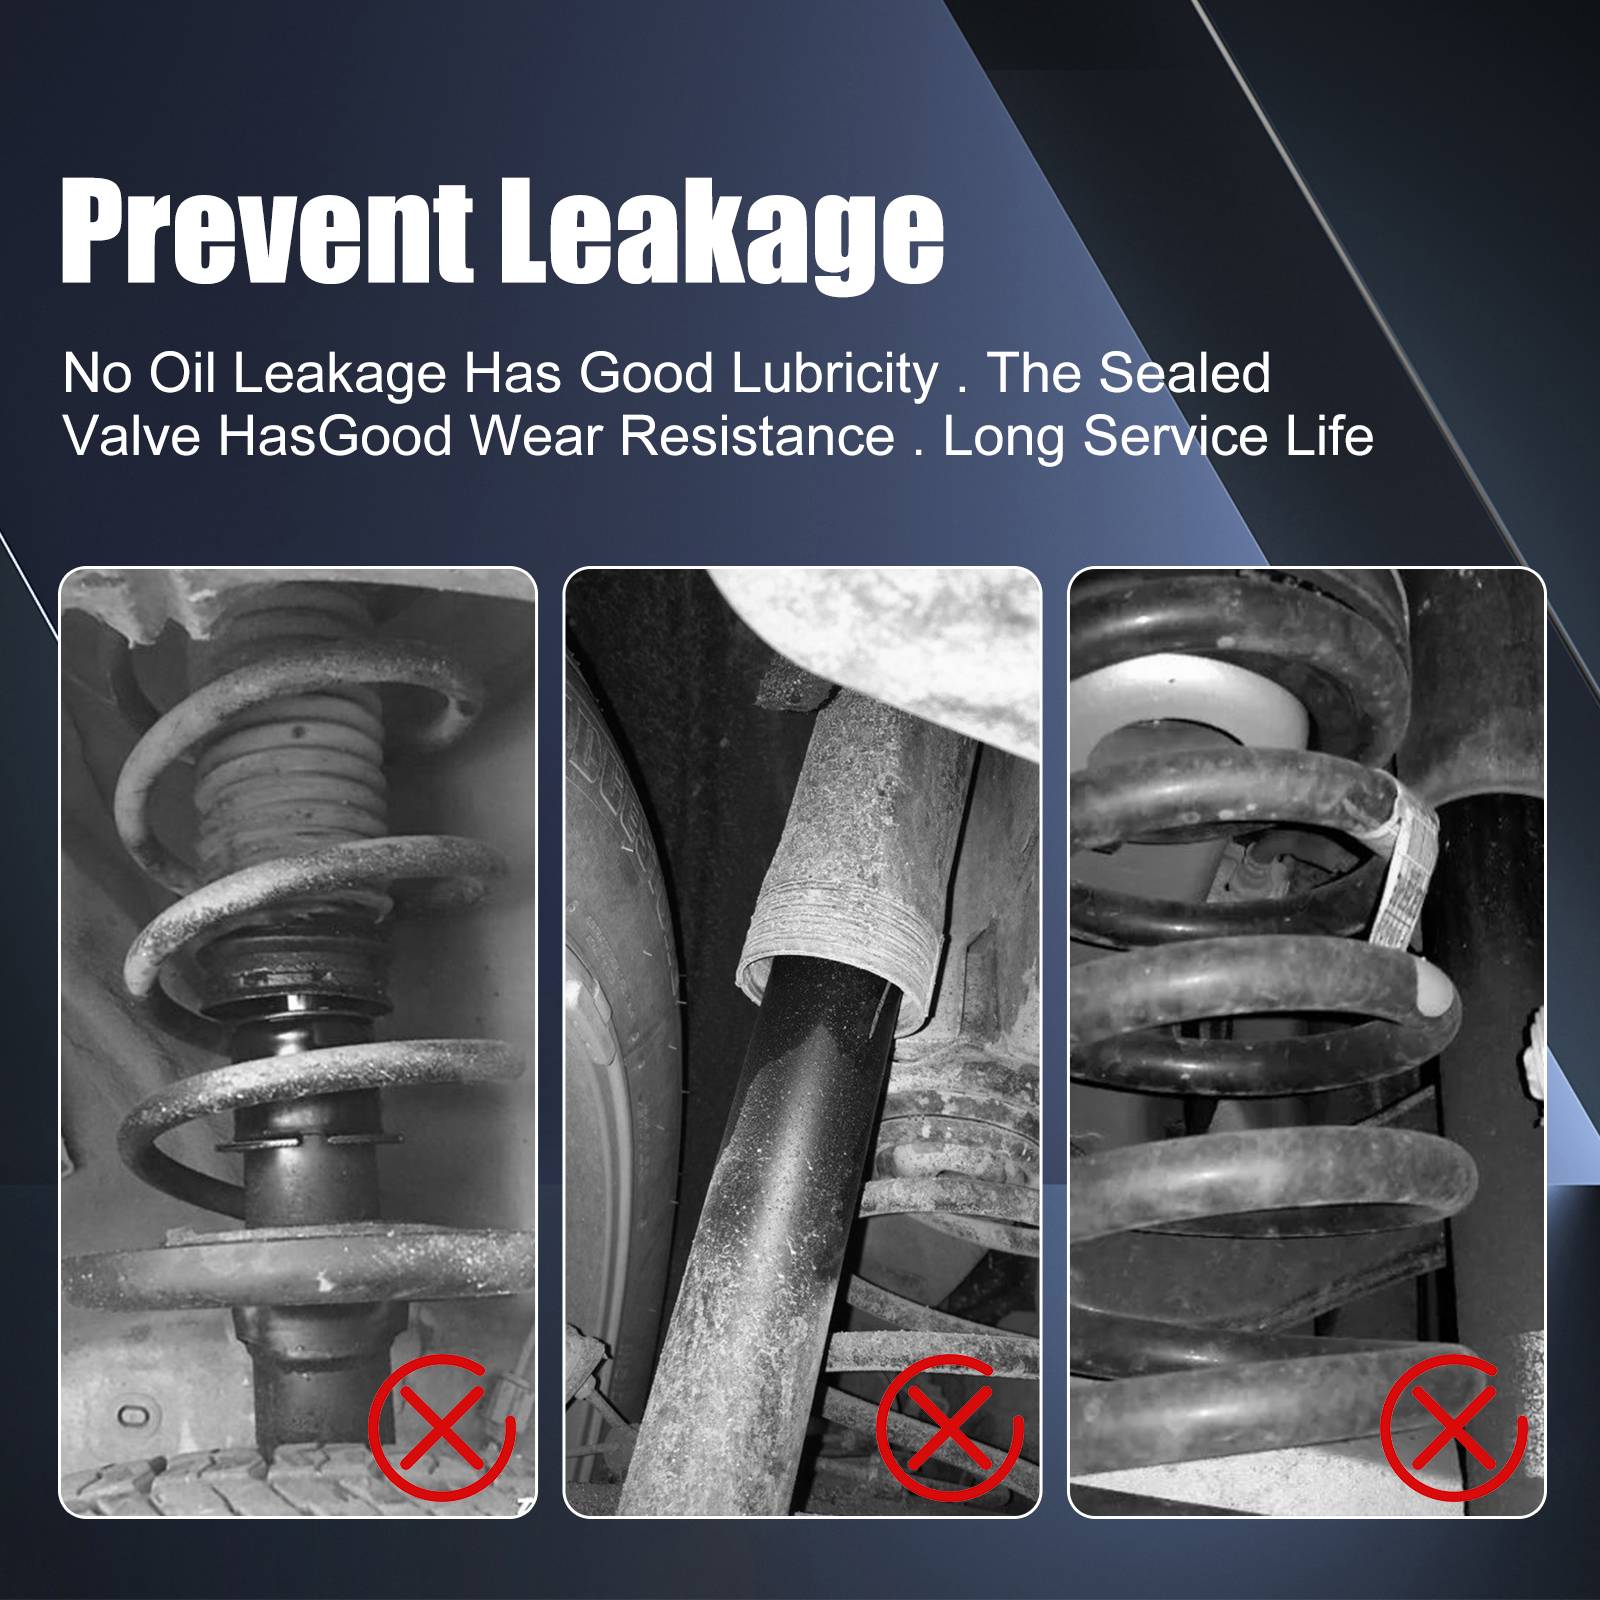 Prevent Leakage
No Oil Leakage Has Good Lubricity . The Sealed
Valve HasGood Wear Resistance . Long Service Life